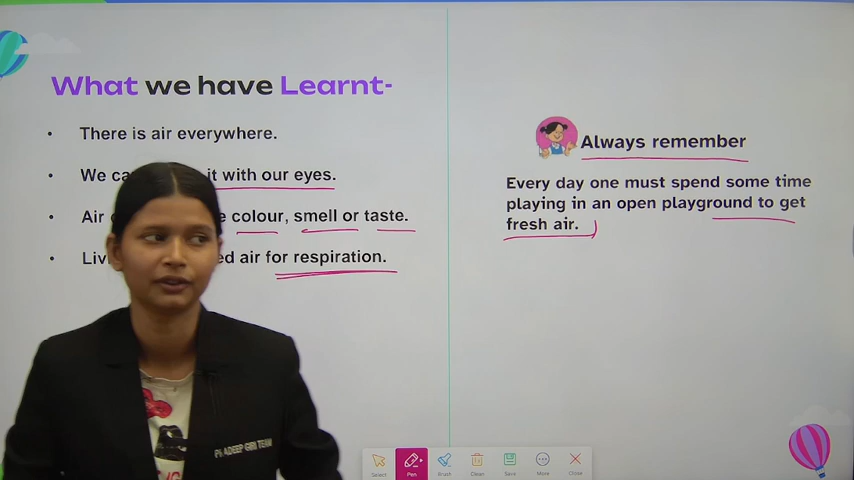 What we have Learnt-
• There is air everywhere.
• We ca it with our eyes.
• Air colour, smell or taste.
• Liv ed air for respiration.
Always remember
Every day one must spend some time
playing in an open playground to get
fresh air.
PRADEEP GIRI TEAM
Select Pen Brush Clean Save More Close